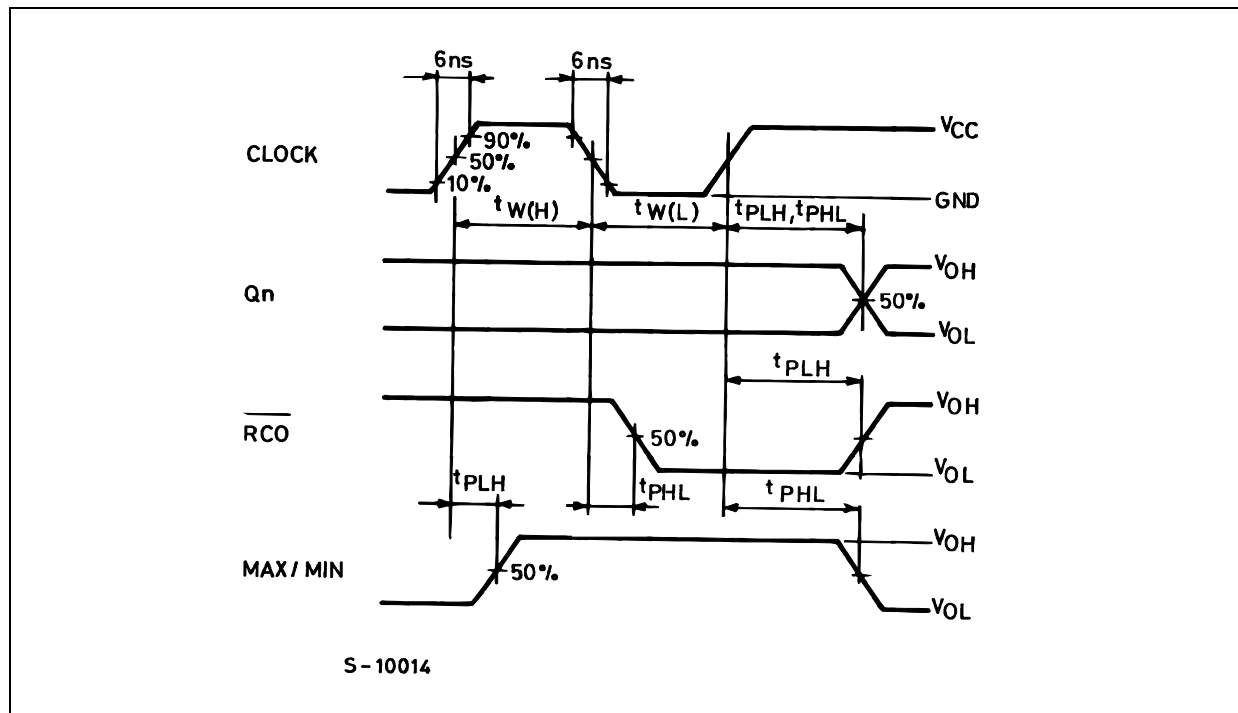 6ns 6ns
VCC
90%
CLOCK
50%
10%
GND
tW(H) tW(L) tPLH,tPHL
VOH
Qn
50%
VOL
tPLH
VOH
RCO
50%
VOL
tPLH tPHL tPHL
VOH
MAX/MIN
50%
VOL
S-10014